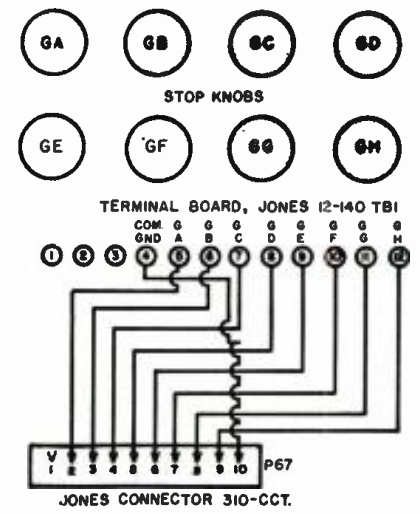 GA GB GC GD
STOP KNOBS
GE GF GG GH
TERMINAL BOARD, JONES 12-140 TB1
COM. G G G G G G G G
GND A B C D E F G H
1 2 3 4 5 6 7 8 9 10 11 12
V
1 2 3 4 5 6 7 8 9 10 P67
JONES CONNECTOR 310-CCT.